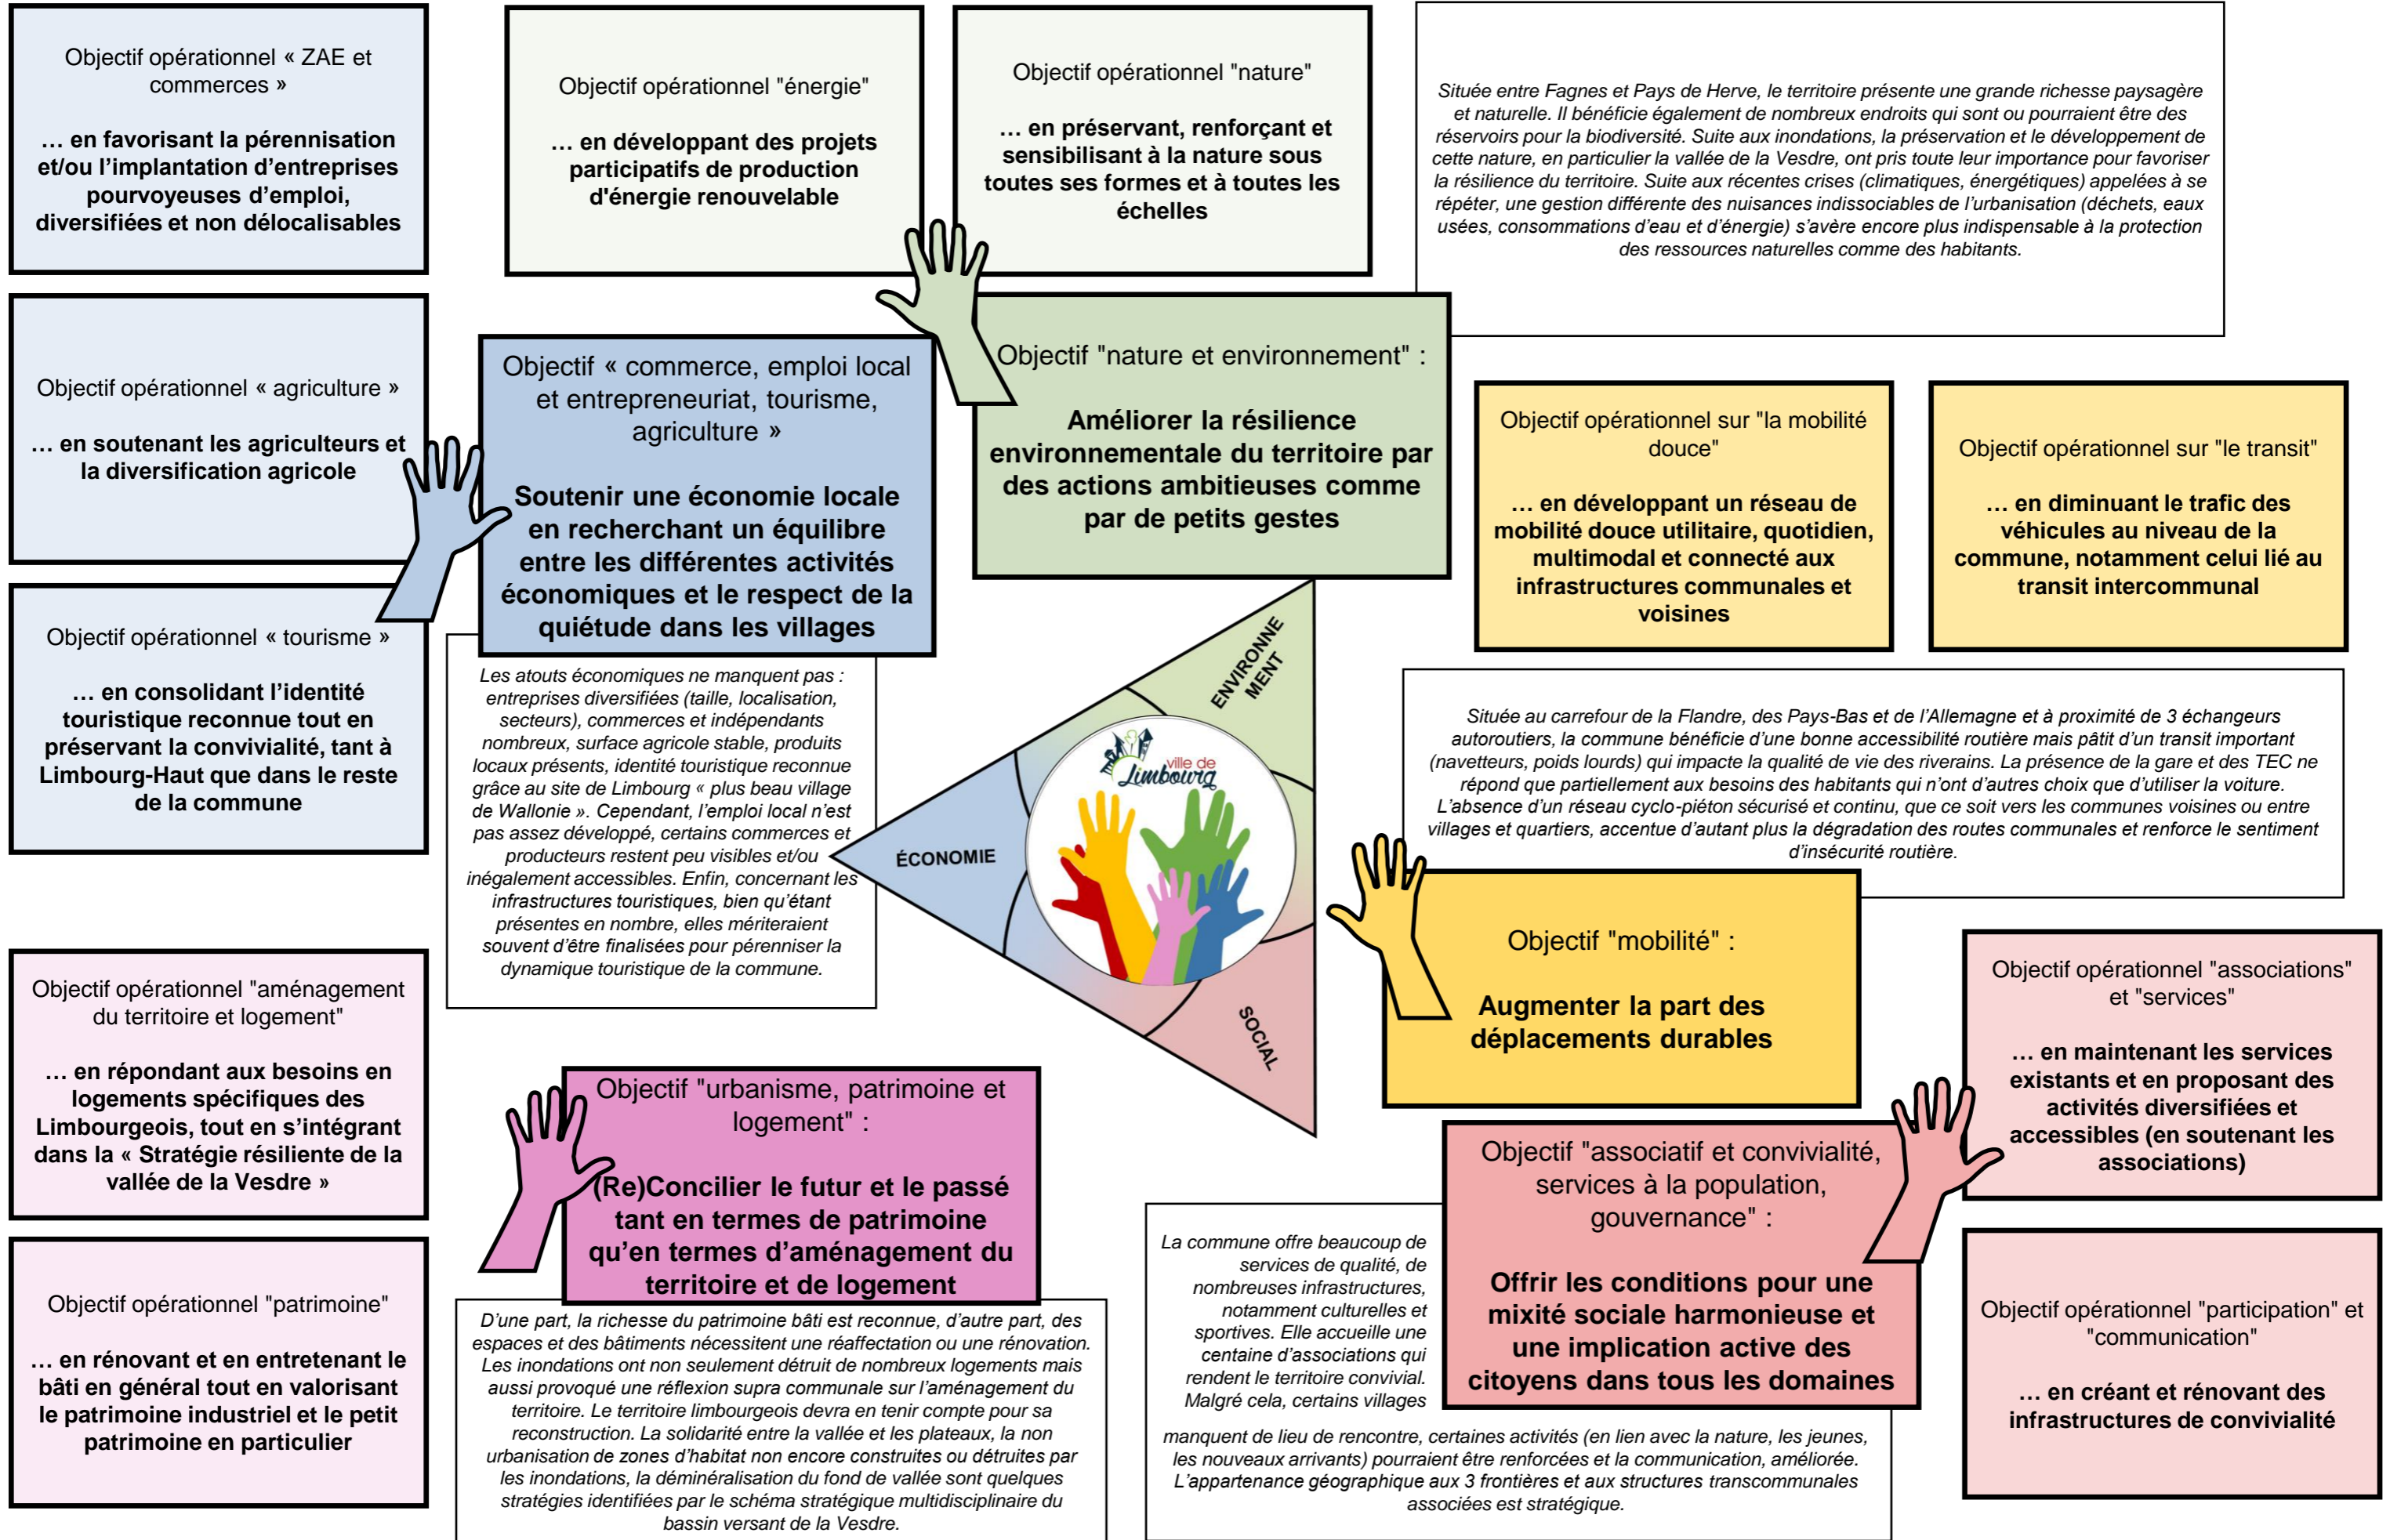 Objectif opérationnel « ZAE et
commerces »
… en favorisant la pérennisation
et/ou l’implantation d’entreprises
pourvoyeuses d’emploi,
diversifiées et non délocalisables
Objectif opérationnel "énergie"
… en développant des projets
participatifs de production
d'énergie renouvelable
Objectif opérationnel "nature"
… en préservant, renforçant et
sensibilisant à la nature sous
toutes ses formes et à toutes les
échelles
Située entre Fagnes et Pays de Herve, le territoire présente une grande richesse paysagère
et naturelle. Il bénéficie également de nombreux endroits qui sont ou pourraient être des
réservoirs pour la biodiversité. Suite aux inondations, la préservation et le développement de
cette nature, en particulier la vallée de la Vesdre, ont pris toute leur importance pour favoriser
la résilience du territoire. Suite aux récentes crises (climatiques, énergétiques) appelées à se
répéter, une gestion différente des nuisances indissociables de l’urbanisation (déchets, eaux
usées, consommations d’eau et d’énergie) s’avère encore plus indispensable à la protection
des ressources naturelles comme des habitants.
Objectif opérationnel « agriculture »
… en soutenant les agriculteurs et
la diversification agricole
Objectif « commerce, emploi local
et entrepreneuriat, tourisme,
agriculture »
Soutenir une économie locale
en recherchant un équilibre
entre les différentes activités
économiques et le respect de la
quiétude dans les villages
Objectif "nature et environnement" :
Améliorer la résilience
environnementale du territoire par
des actions ambitieuses comme
par de petits gestes
Objectif opérationnel sur "la mobilité
douce"
… en développant un réseau de
mobilité douce utilitaire, quotidien,
multimodal et connecté aux
infrastructures communales et
voisines
Objectif opérationnel sur "le transit"
… en diminuant le trafic des
véhicules au niveau de la
commune, notamment celui lié au
transit intercommunal
Objectif opérationnel « tourisme »
… en consolidant l’identité
touristique reconnue tout en
préservant la convivialité, tant à
Limbourg-Haut que dans le reste
de la commune
Les atouts économiques ne manquent pas :
entreprises diversifiées (taille, localisation,
secteurs), commerces et indépendants
nombreux, surface agricole stable, produits
locaux présents, identité touristique reconnue
grâce au site de Limbourg « plus beau village
de Wallonie ». Cependant, l’emploi local n’est
pas assez développé, certains commerces et
producteurs restent peu visibles et/ou
inégalement accessibles. Enfin, concernant les
infrastructures touristiques, bien qu’étant
présentes en nombre, elles mériteraient
souvent d’être finalisées pour pérenniser la
dynamique touristique de la commune.
ENVIRONNE
MENT
ville de
Limbourg
ÉCONOMIE
SOCIAL
Située au carrefour de la Flandre, des Pays-Bas et de l’Allemagne et à proximité de 3 échangeurs
autoroutiers, la commune bénéficie d’une bonne accessibilité routière mais pâtit d’un transit important
(navetteurs, poids lourds) qui impacte la qualité de vie des riverains. La présence de la gare et des TEC ne
répond que partiellement aux besoins des habitants qui n’ont d’autres choix que d’utiliser la voiture.
L’absence d’un réseau cyclo-piéton sécurisé et continu, que ce soit vers les communes voisines ou entre
villages et quartiers, accentue d’autant plus la dégradation des routes communales et renforce le sentiment
d’insécurité routière.
Objectif "mobilité" :
Augmenter la part des
déplacements durables
Objectif opérationnel "aménagement
du territoire et logement"
… en répondant aux besoins en
logements spécifiques des
Limbourgeois, tout en s’intégrant
dans la « Stratégie résiliente de la
vallée de la Vesdre »
Objectif "urbanisme, patrimoine et
logement" :
(Re)Concilier le futur et le passé
tant en termes de patrimoine
qu’en termes d’aménagement du
territoire et de logement
Objectif opérationnel "associations"
et "services"
… en maintenant les services
existants et en proposant des
activités diversifiées et
accessibles (en soutenant les
associations)
Objectif "associatif et convivialité,
services à la population,
gouvernance" :
Offrir les conditions pour une
mixité sociale harmonieuse et
une implication active des
citoyens dans tous les domaines
Objectif opérationnel "patrimoine"
… en rénovant et en entretenant le
bâti en général tout en valorisant
le patrimoine industriel et le petit
patrimoine en particulier
D’une part, la richesse du patrimoine bâti est reconnue, d’autre part, des
espaces et des bâtiments nécessitent une réaffectation ou une rénovation.
Les inondations ont non seulement détruit de nombreux logements mais
aussi provoqué une réflexion supra communale sur l’aménagement du
territoire. Le territoire limbourgeois devra en tenir compte pour sa
reconstruction. La solidarité entre la vallée et les plateaux, la non
urbanisation de zones d’habitat non encore construites ou détruites par
les inondations, la déminéralisation du fond de vallée sont quelques
stratégies identifiées par le schéma stratégique multidisciplinaire du
bassin versant de la Vesdre.
La commune offre beaucoup de
services de qualité, de
nombreuses infrastructures,
notamment culturelles et
sportives. Elle accueille une
centaine d’associations qui
rendent le territoire convivial.
Malgré cela, certains villages
manquent de lieu de rencontre, certaines activités (en lien avec la nature, les jeunes,
les nouveaux arrivants) pourraient être renforcées et la communication, améliorée.
L’appartenance géographique aux 3 frontières et aux structures transcommunales
associées est stratégique.
Objectif opérationnel "participation" et
"communication"
… en créant et rénovant des
infrastructures de convivialité